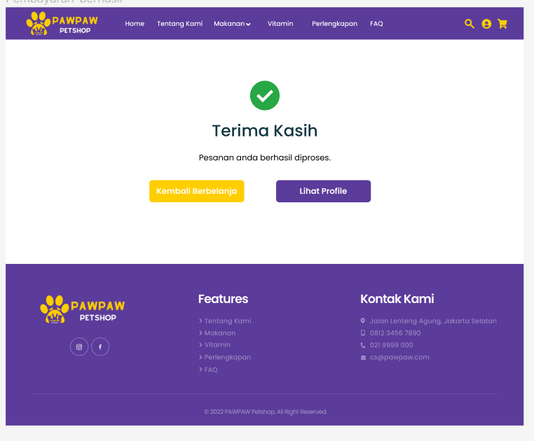 Pembayaran berhasil
PAWPAW
PETSHOP
Home Tentang Kami Makanan Vitamin Perlengkapan FAQ
Terima Kasih
Pesanan anda berhasil diproses.
Kembali Berbelanja
Lihat Profile
PAWPAW
PETSHOP
Features
Tentang Kami
Makanan
Vitamin
Perlengkapan
FAQ
Kontak Kami
Jalan Lenteng Agung, Jakarta Selatan
0812 3456 7890
021 9999 000
cs@pawpaw.com
© 2022 PAWPAW Petshop, All Right Reserved.